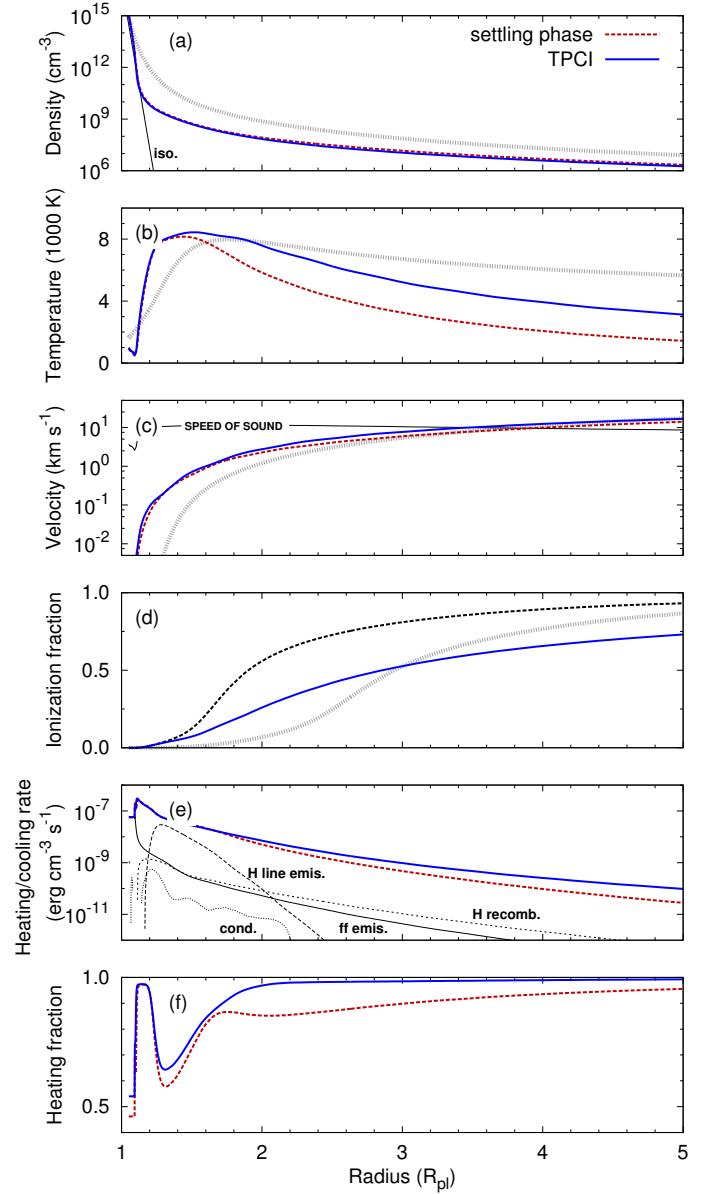 10^15
10^12
10^9
10^6
Density (cm^-3)
(a)
settling phase
TPCI
iso.
8
4
0
Temperature (1000 K)
(b)
10^1
10^0
10^-1
10^-2
Velocity (km s^-1)
(c)
SPEED OF SOUND
1.0
0.5
0.0
Ionization fraction
(d)
10^-7
10^-9
10^-11
Heating/cooling rate
(erg cm^-3 s^-1)
(e)
H line emis.
H recomb.
cond.
ff emis.
1.0
0.5
Heating fraction
(f)
1 2 3 4 5
Radius (R_pl)